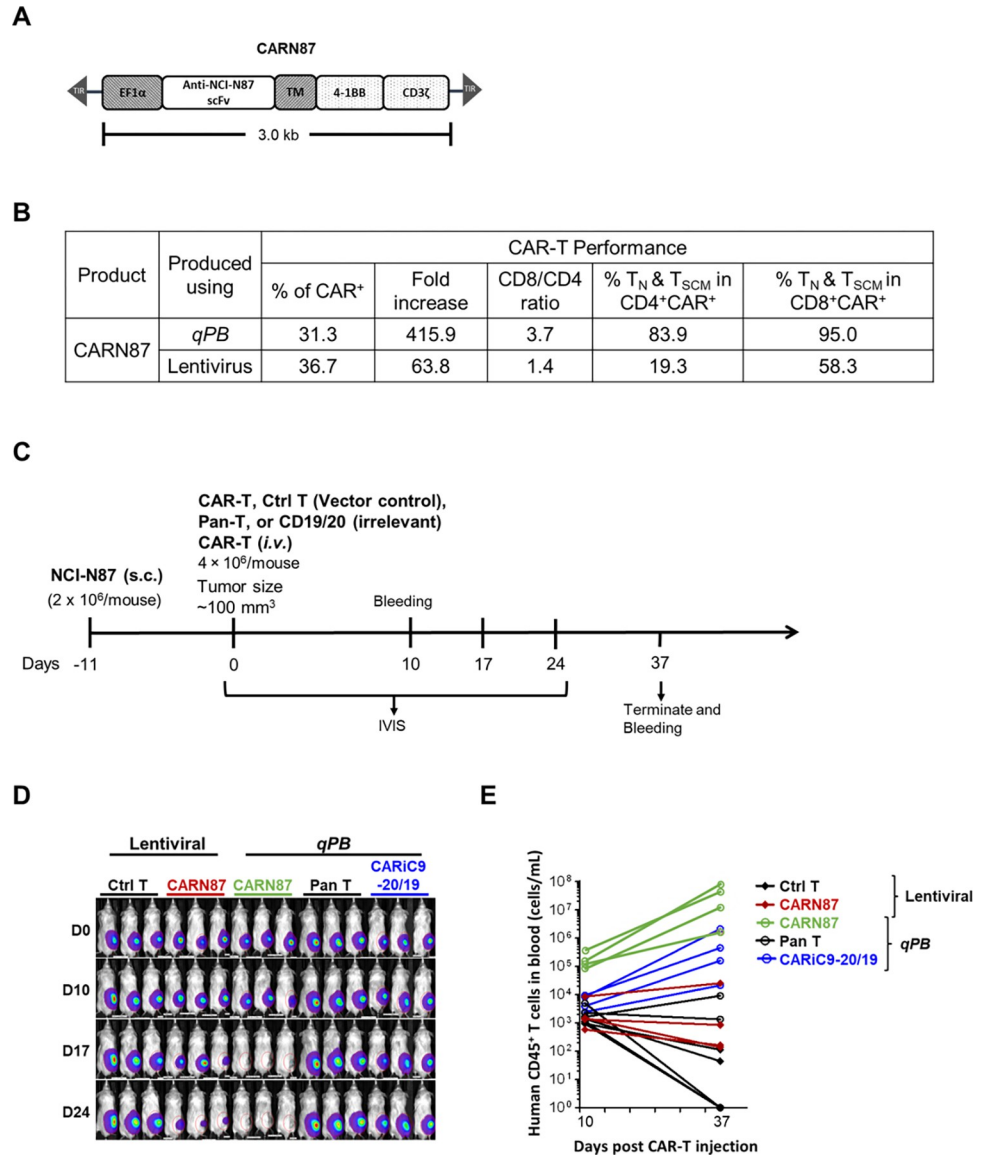 A
CARN87
TIR
EF1α
Anti-NCI-N87
scFv
TM
4-1BB
CD3ζ
TIR
3.0 kb
B
Product
Produced
using
CAR-T Performance
% of CAR⁺
Fold
increase
CD8/CD4
ratio
% T_N & T_SCM in
CD4⁺CAR⁺
% T_N & T_SCM in
CD8⁺CAR⁺
CARN87
qPB 31.3 415.9 3.7 83.9 95.0
Lentivirus 36.7 63.8 1.4 19.3 58.3
C
CAR-T, Ctrl T (Vector control),
Pan-T, or CD19/20 (irrelevant)
CAR-T (i.v.)
4 × 10⁶/mouse
Tumor size
~100 mm³
NCI-N87 (s.c.)
(2 x 10⁶/mouse)
Bleeding
Days -11 0 10 17 24 37
IVIS
Terminate and
Bleeding
D
Lentiviral qPB
Ctrl T CARN87 CARN87 Pan T CARiC9
-20/19
D0
D10
D17
D24
E
Human CD45⁺ T cells in blood (cells/mL)
10⁸
10⁷
10⁶
10⁵
10⁴
10³
10²
10¹
10⁰
10 37
Days post CAR-T injection
Ctrl T
CARN87
CARN87
Pan T
CARiC9-20/19
Lentiviral
qPB